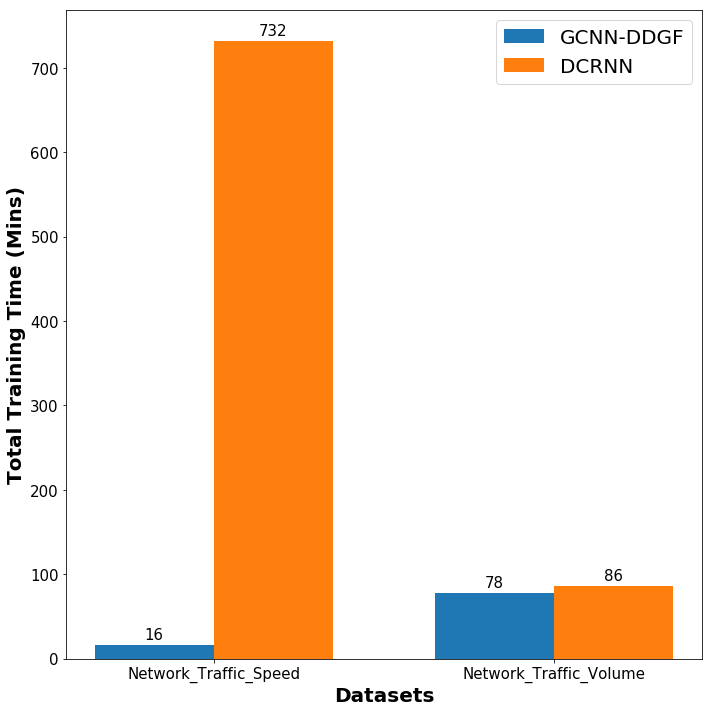 GCNN-DDGF
DCRNN
732
16
78
86
700
600
500
400
300
200
100
0
Total Training Time (Mins)
Network_Traffic_Speed
Network_Traffic_Volume
Datasets